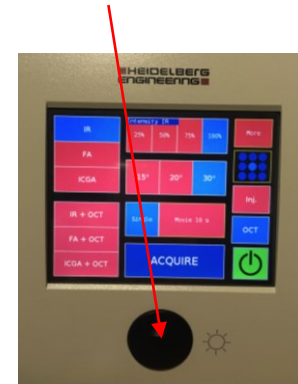 HEIDELBERG
ENGINEERING
IR
Intensity IR
25% 50% 75% 100%
More
FA
ICGA
15° 20° 30°
Inj.
IR + OCT
Single
Movie 10 s
OCT
FA + OCT
ICGA + OCT
ACQUIRE